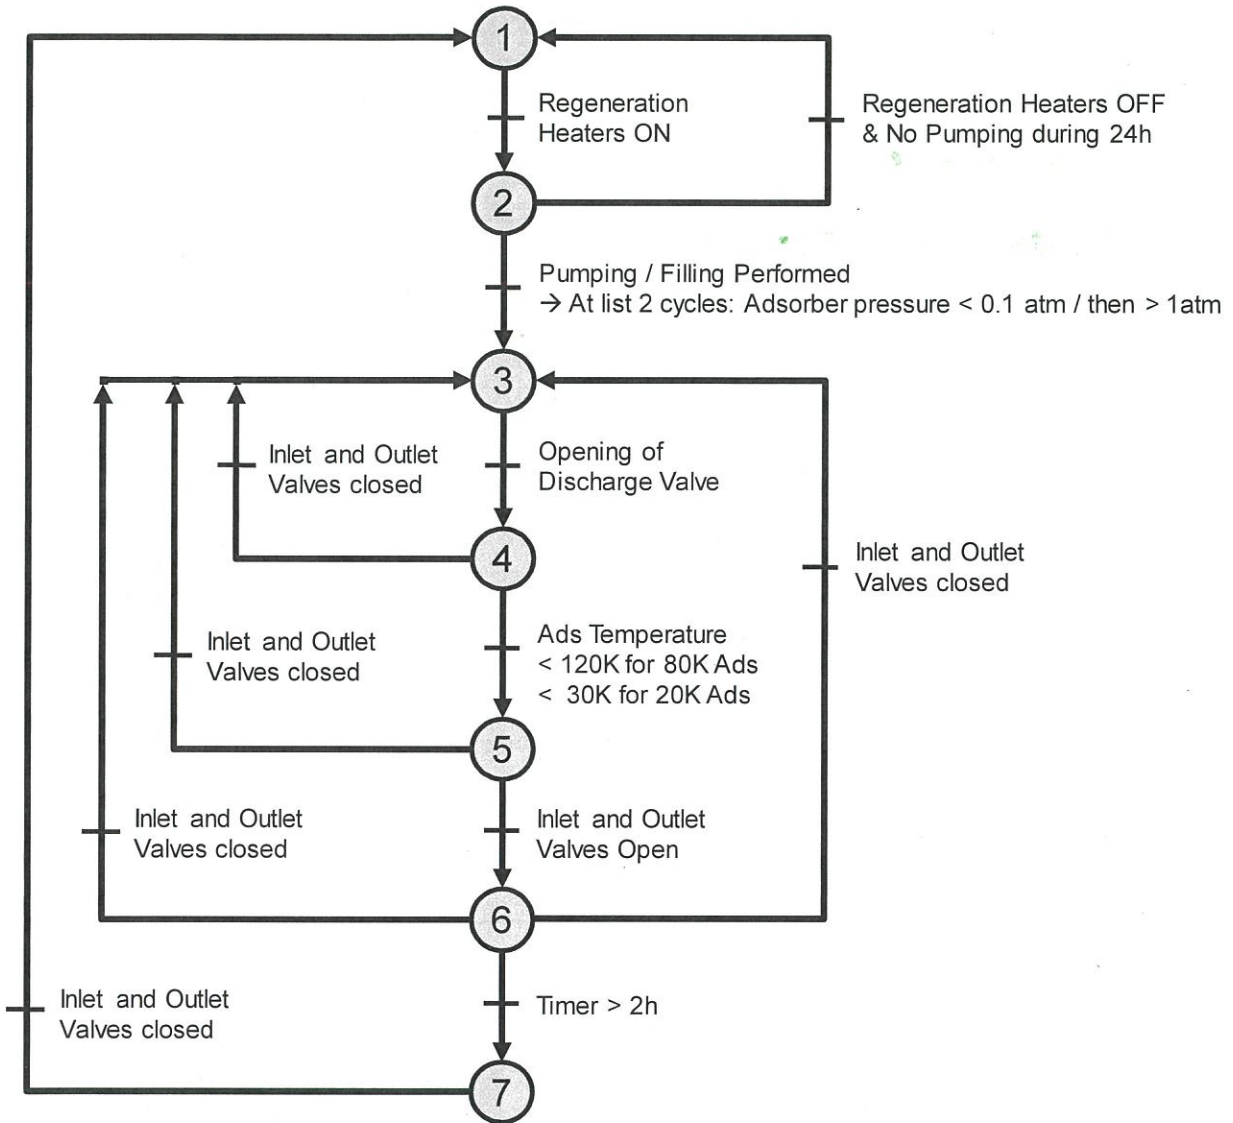 1
Regeneration
Heaters ON
Regeneration Heaters OFF
& No Pumping during 24h
2
Pumping / Filling Performed
→ At list 2 cycles: Adsorber pressure < 0.1 atm / then > 1atm
3
Inlet and Outlet
Valves closed
Opening of
Discharge Valve
4
Inlet and Outlet
Valves closed
Inlet and Outlet
Valves closed
Ads Temperature
< 120K for 80K Ads
< 30K for 20K Ads
5
Inlet and Outlet
Valves closed
Inlet and Outlet
Valves Open
6
Inlet and Outlet
Valves closed
Timer > 2h
7